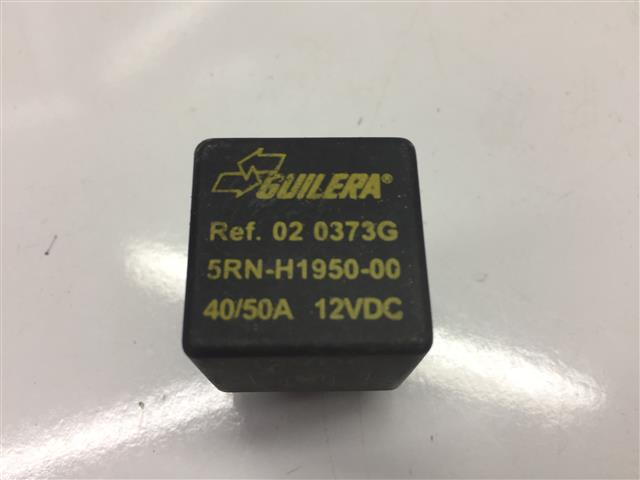 GUILERA®
Ref. 02 0373G
5RN-H1950-00
40/50A 12VDC